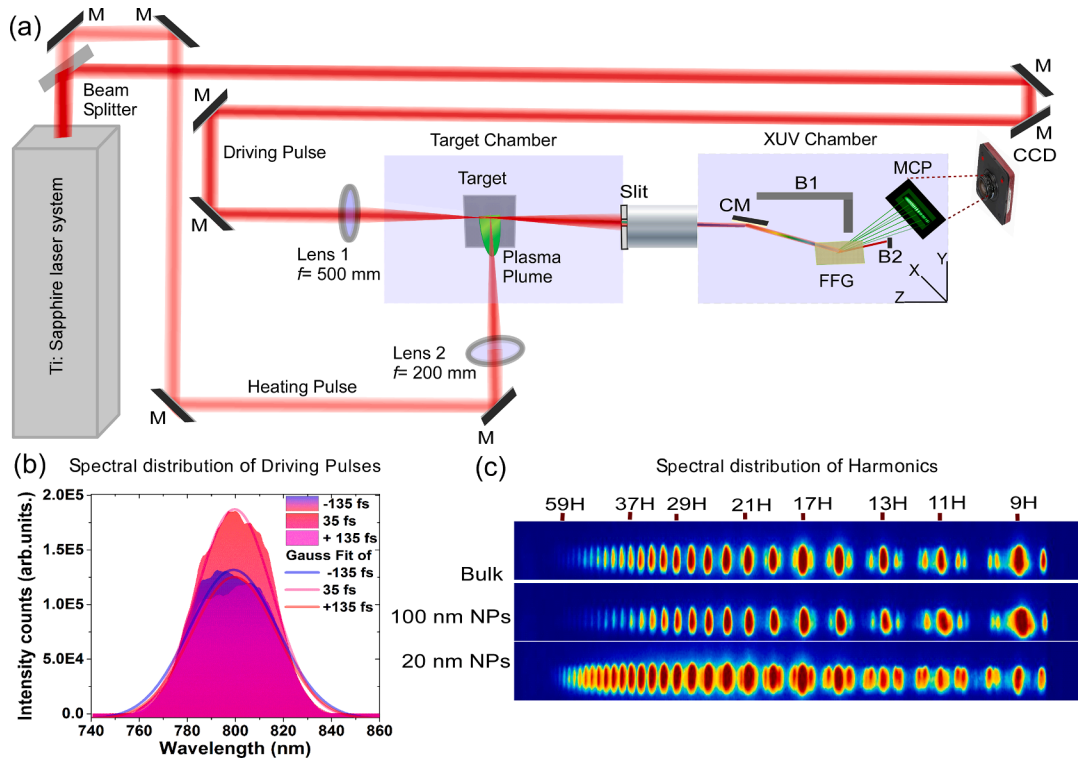 (a)
M
M
Beam
Splitter
M
M
M
Driving Pulse
Target Chamber
XUV Chamber
CCD
MCP
B1
Target
Slit
CM
M
Lens 1
f= 500 mm
Plasma
Plume
B2
FFG
X
Y
Z
Ti: Sapphire laser system
Lens 2
f= 200 mm
Heating Pulse
M
M
(b) Spectral distribution of Driving Pulses
2.0E5
1.5E5
1.0E5
5.0E4
0.0
Intensity counts (arb.units.)
-135 fs
35 fs
+ 135 fs
Gauss Fit of
-135 fs
35 fs
+135 fs
740 760 780 800 820 840 860
Wavelength (nm)
(c) Spectral distribution of Harmonics
59H 37H 29H 21H 17H 13H 11H 9H
Bulk
100 nm NPs
20 nm NPs